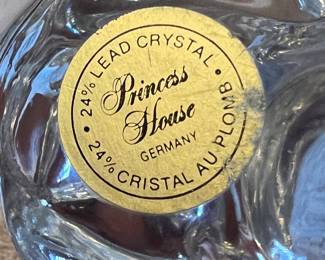 • 24% LEAD CRYSTAL •
Princess
House
GERMANY
24% CRISTAL AU PLOMB